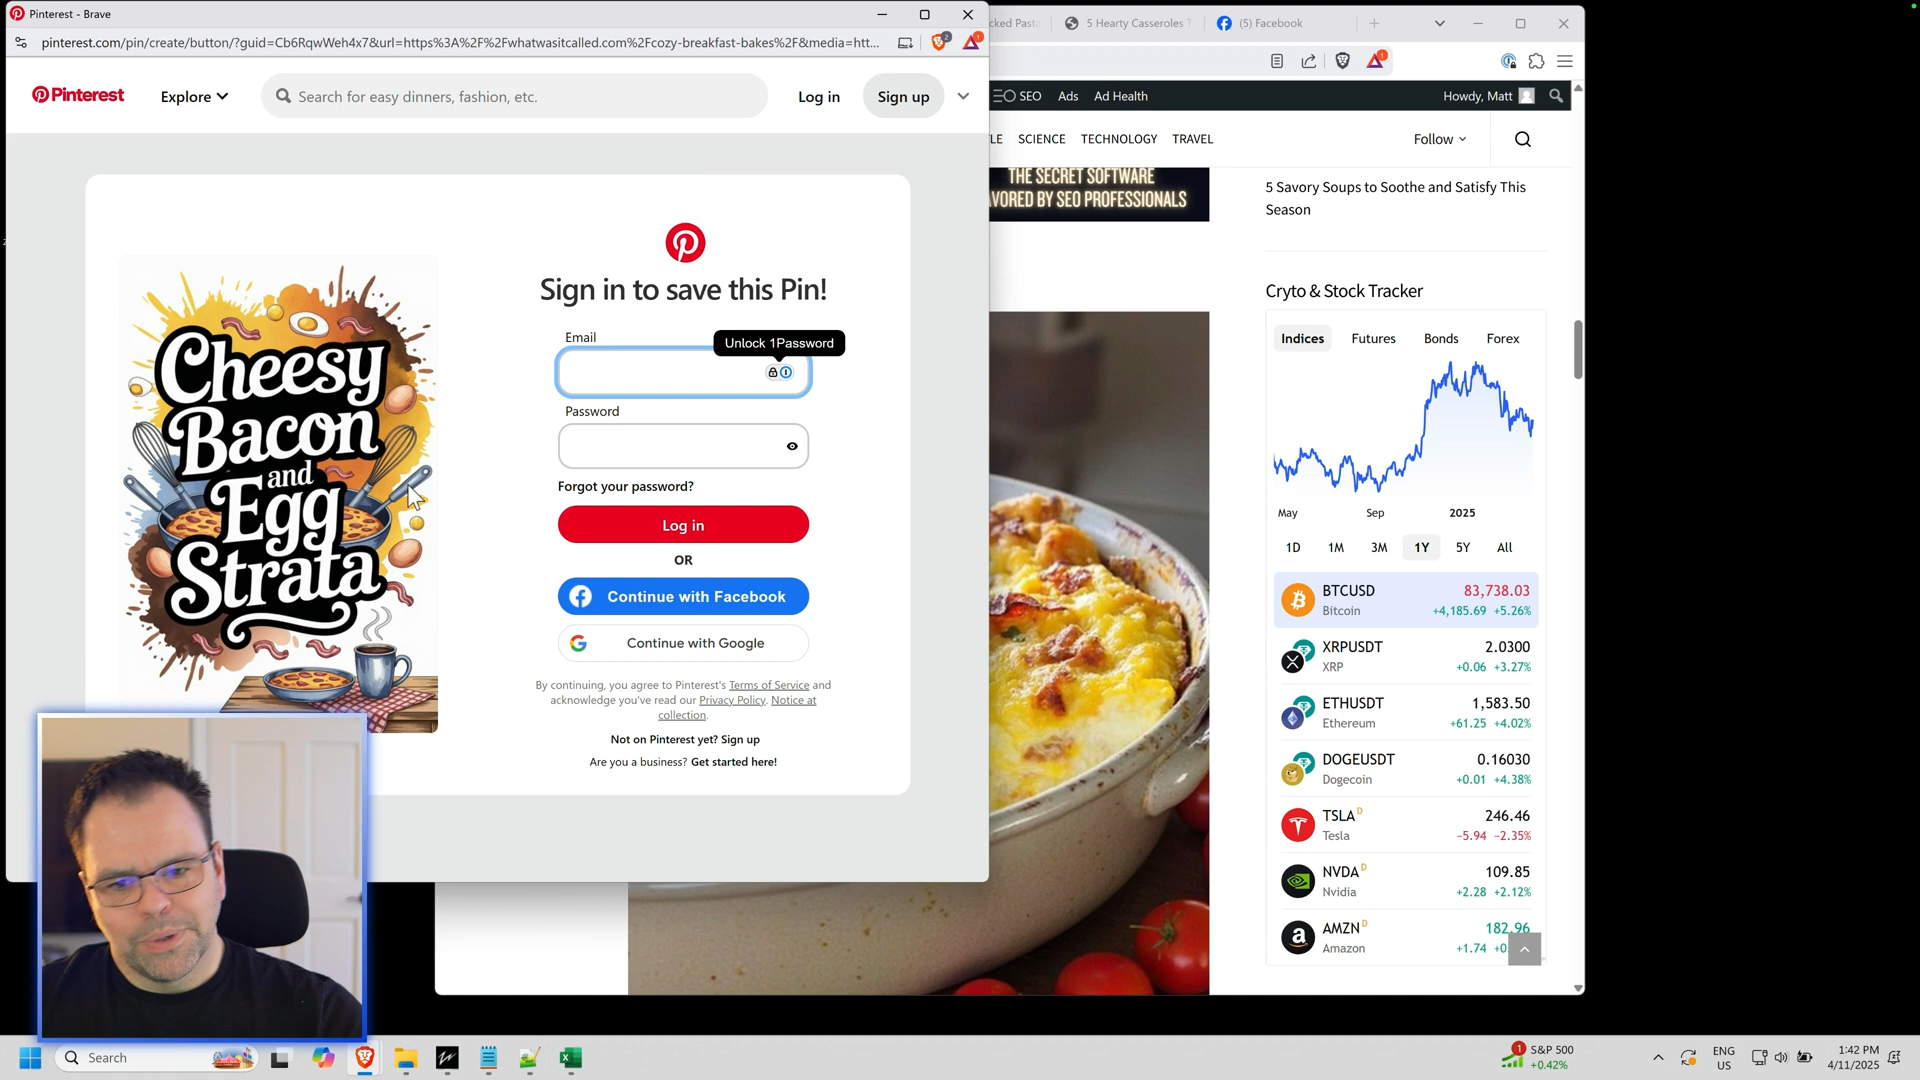 Pinterest - Brave
pinterest.com/pin/create/button/?guid=Cb6RqwWeh4x7&url=https%3A%2F%2Fwhatwasitcalled.com%2Fcozy-breakfast-bakes%2F&media=htt...
2
1
Pinterest
Explore
Search for easy dinners, fashion, etc.
Log in
Sign up
Cheesy
Bacon
and
Egg
Strata
Sign in to save this Pin!
Email
Unlock 1Password
Password
Forgot your password?
Log in
OR
Continue with Facebook
Continue with Google
By continuing, you agree to Pinterest's Terms of Service and
acknowledge you've read our Privacy Policy. Notice at
collection.
Not on Pinterest yet? Sign up
Are you a business? Get started here!
5 Hearty Casseroles
(5) Facebook
1
SEO
Ads
Ad Health
Howdy, Matt
SCIENCE
TECHNOLOGY
TRAVEL
Follow
THE SECRET SOFTWARE
BY SEO PROFESSIONALS
5 Savory Soups to Soothe and Satisfy This
Season
Cryto & Stock Tracker
Indices
Futures
Bonds
Forex
May
Sep
2025
1D
1M
3M
1Y
5Y
All
BTCUSD 83,738.03
Bitcoin +4,185.69 +5.26%
XRPUSDT 2.0300
XRP +0.06 +3.27%
ETHUSDT 1,583.50
Ethereum +61.25 +4.02%
DOGEUSDT 0.16030
Dogecoin +0.01 +4.38%
TSLA D 246.46
Tesla −5.94 −2.35%
NVDA D 109.85
Nvidia +2.28 +2.12%
AMZN D 182.96
Amazon +1.74
Search
1
S&P 500
+0.42%
ENG
US
1:42 PM
4/11/2025